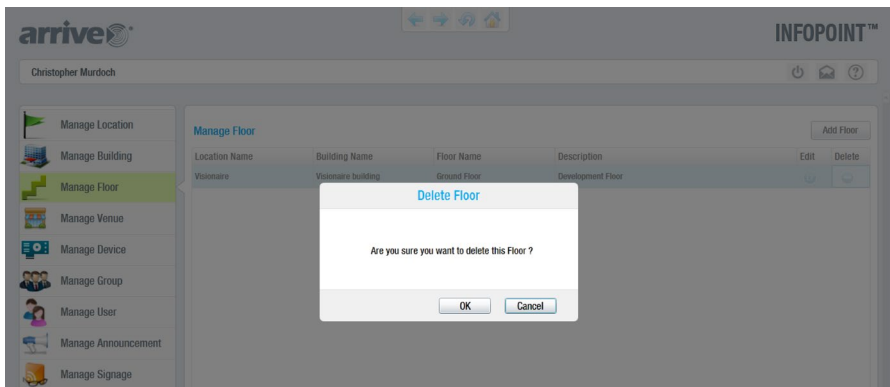 arrive
INFOPOINT™
Christopher Murdoch
?
Manage Location
Manage Building
Manage Floor
Manage Venue
Manage Device
Manage Group
Manage User
Manage Announcement
Manage Signage
Manage Floor
Add Floor
Location Name Building Name Floor Name Description Edit Delete
Visionaire Visionaire building Ground Floor Development Floor
Delete Floor
Are you sure you want to delete this Floor ?
OK Cancel